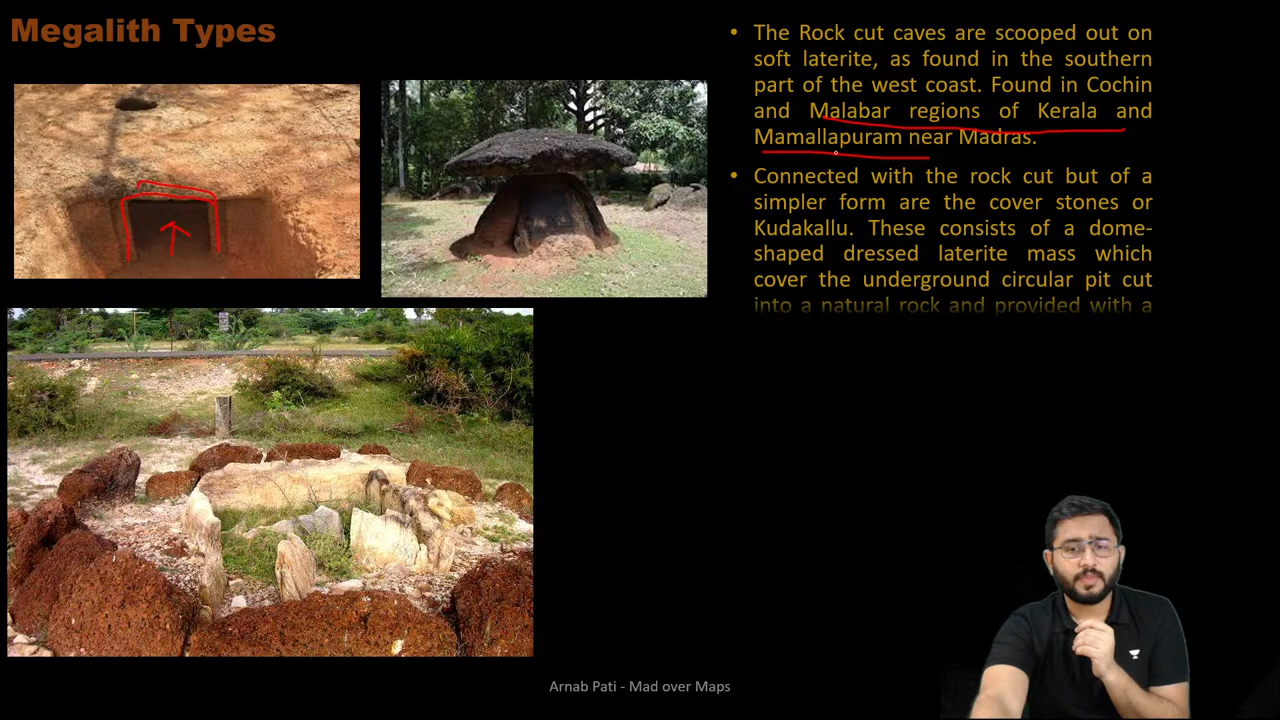 Megalith Types
• The Rock cut caves are scooped out on
soft laterite, as found in the southern
part of the west coast. Found in Cochin
and Malabar regions of Kerala and
Mamallapuram near Madras.
• Connected with the rock cut but of a
simpler form are the cover stones or
Kudakallu. These consists of a dome-
shaped dressed laterite mass which
cover the underground circular pit cut
into a natural rock and provided with a
Arnab Pati - Mad over Maps